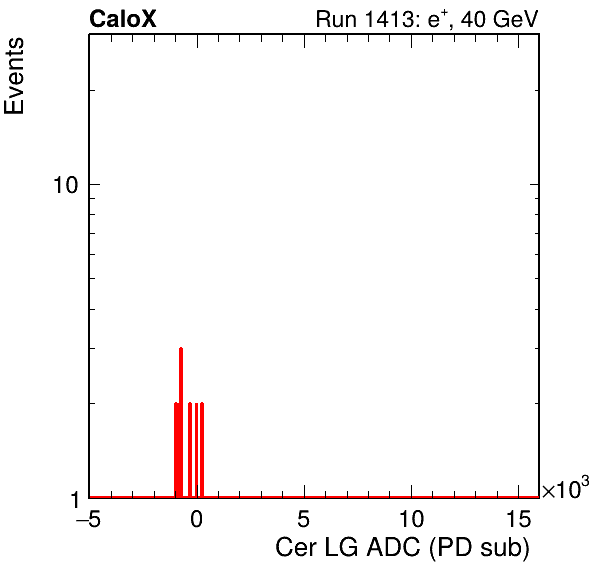 CaloX Run 1413: e⁺, 40 GeV
Events
10
1
−5 0 5 10 15 ×10³
Cer LG ADC (PD sub)